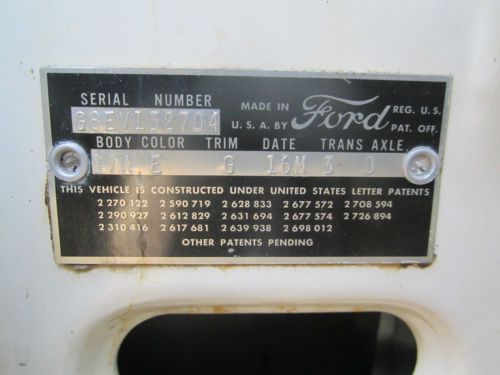 SERIAL NUMBER
G8EV132704
MADE IN Ford REG. U.S.
U.S.A. BY PAT. OFF.
BODY COLOR TRIM DATE TRANS AXLE
E G 16M 3 0
THIS VEHICLE IS CONSTRUCTED UNDER UNITED STATES LETTER PATENTS
2 270 122 2 590 719 2 628 833 2 677 572 2 708 594
2 290 927 2 612 829 2 631 694 2 677 574 2 726 894
2 310 416 2 617 681 2 639 938 2 698 012
OTHER PATENTS PENDING